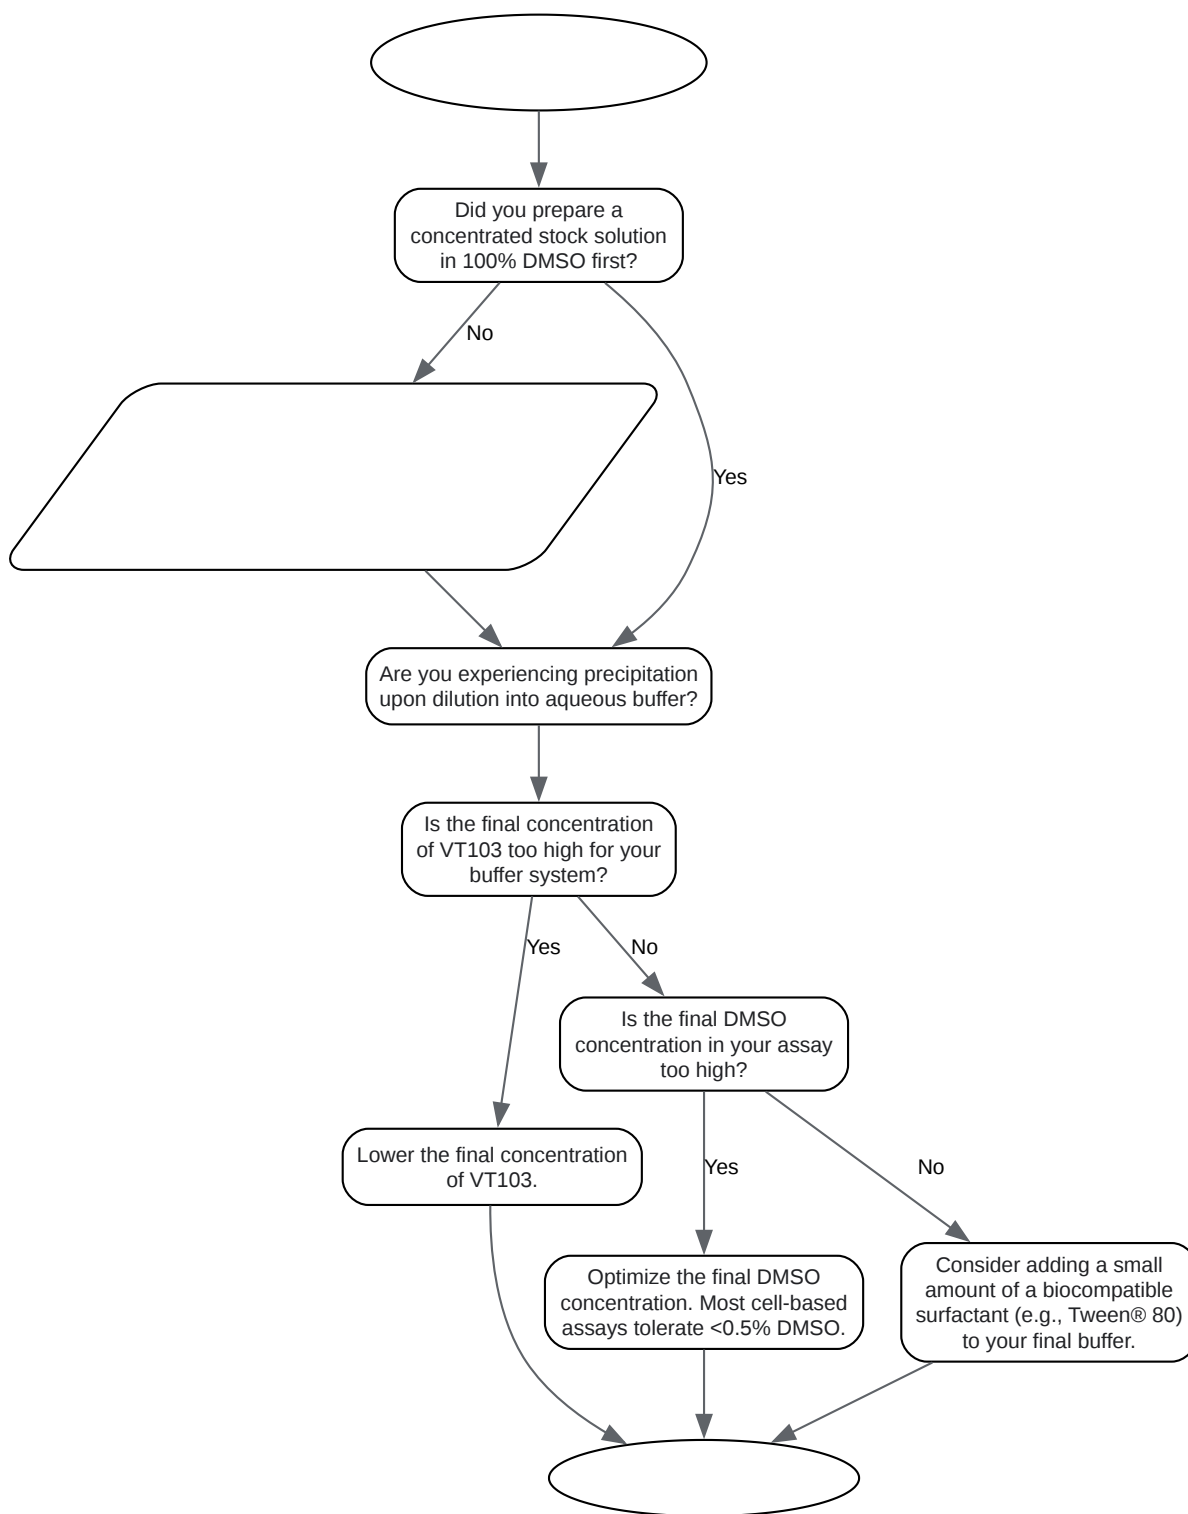 Did you prepare a
concentrated stock solution
in 100% DMSO first?
No
Yes
Are you experiencing precipitation
upon dilution into aqueous buffer?
Is the final concentration
of VT103 too high for your
buffer system?
Yes
No
Is the final DMSO
concentration in your assay
too high?
Lower the final concentration
of VT103.
Yes
No
Optimize the final DMSO
concentration. Most cell-based
assays tolerate <0.5% DMSO.
Consider adding a small
amount of a biocompatible
surfactant (e.g., Tween® 80)
to your final buffer.